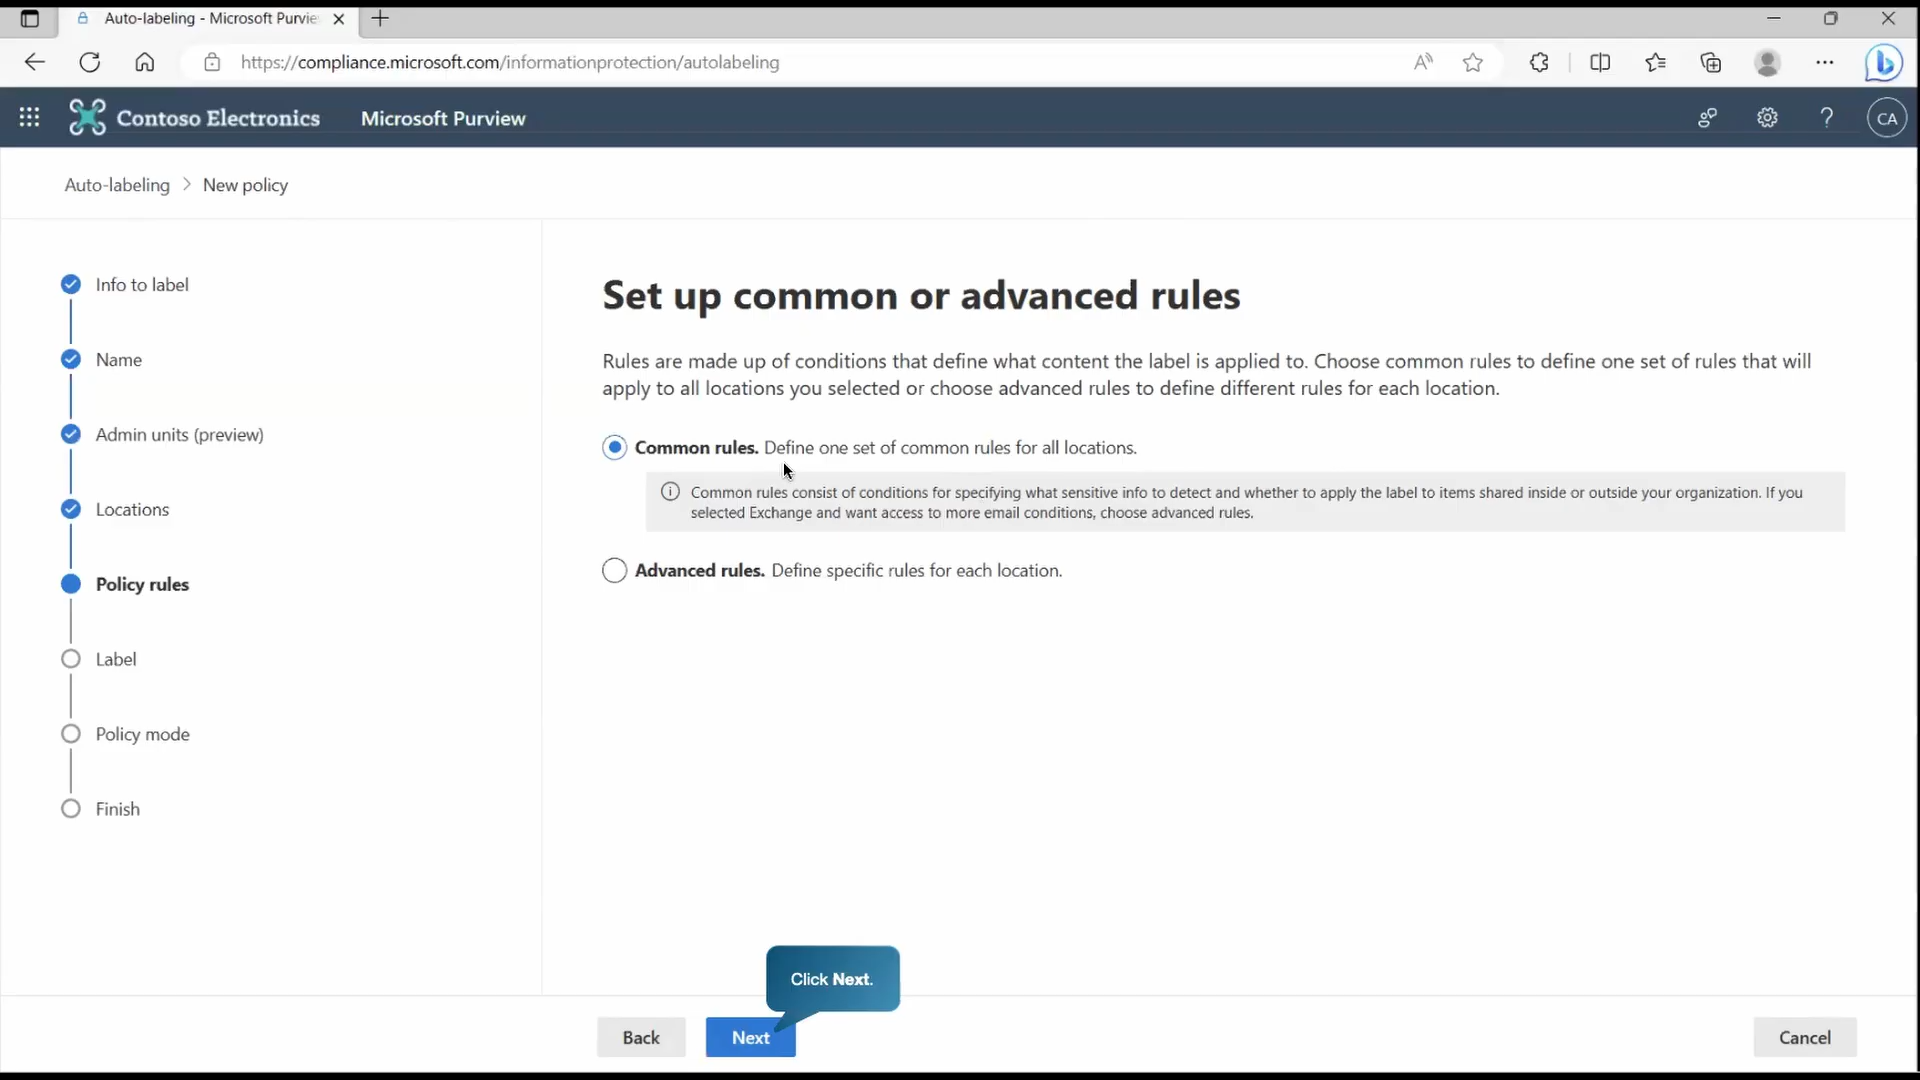 Auto-labeling - Microsoft Purvie
https://compliance.microsoft.com/informationprotection/autolabeling
Contoso Electronics
Microsoft Purview
CA
Auto-labeling > New policy
Info to label
Name
Admin units (preview)
Locations
Policy rules
Label
Policy mode
Finish
Set up common or advanced rules
Rules are made up of conditions that define what content the label is applied to. Choose common rules to define one set of rules that will
apply to all locations you selected or choose advanced rules to define different rules for each location.
Common rules. Define one set of common rules for all locations.
Common rules consist of conditions for specifying what sensitive info to detect and whether to apply the label to items shared inside or outside your organization. If you
selected Exchange and want access to more email conditions, choose advanced rules.
Advanced rules. Define specific rules for each location.
Click Next.
Back
Next
Cancel